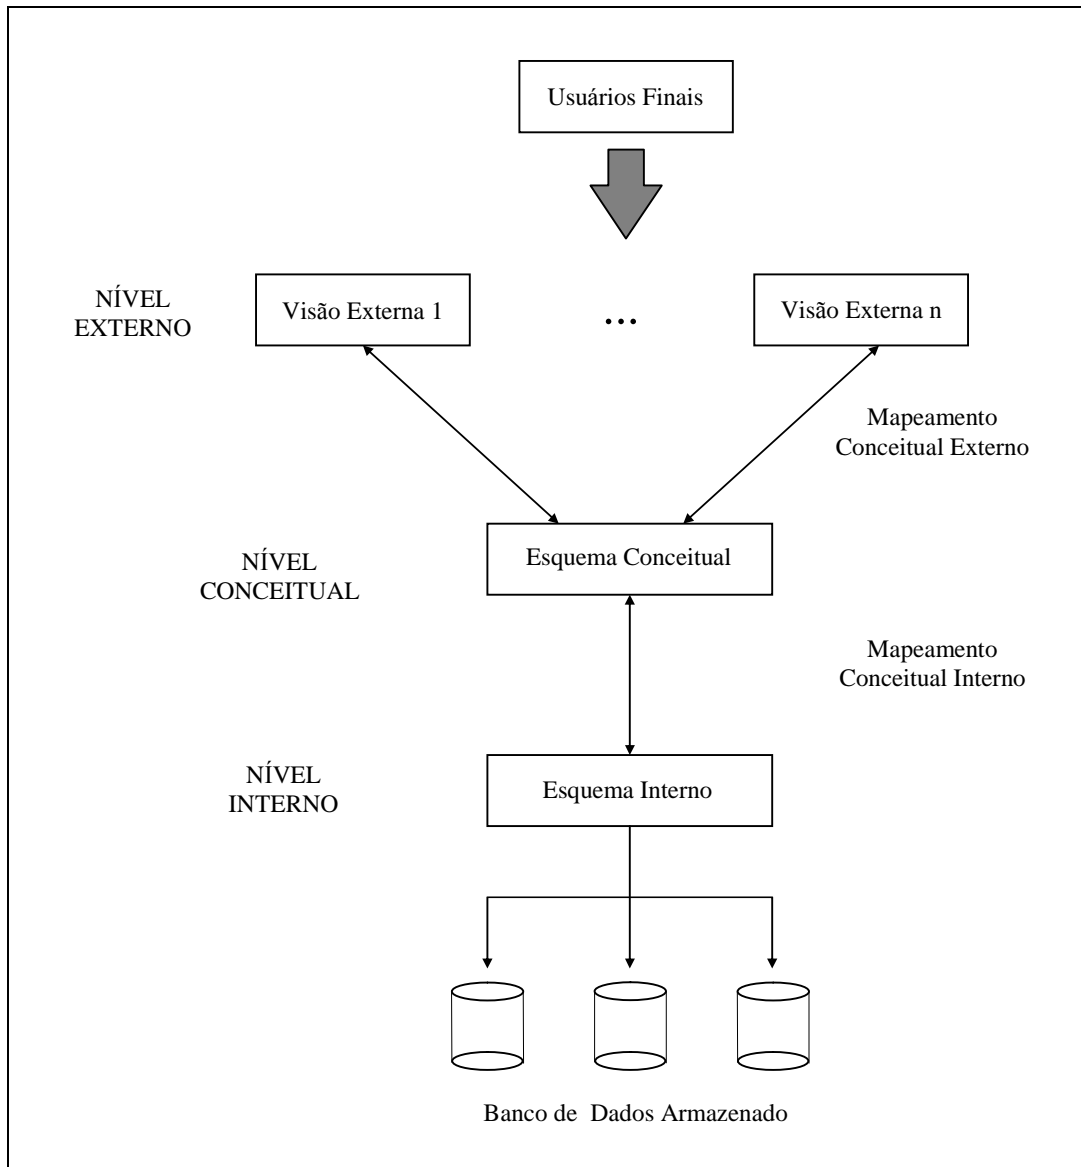 Usuários Finais
NÍVEL
EXTERNO
Visão Externa 1
...
Visão Externa n
Mapeamento
Conceitual Externo
NÍVEL
CONCEITUAL
Esquema Conceitual
Mapeamento
Conceitual Interno
NÍVEL
INTERNO
Esquema Interno
Banco de Dados Armazenado